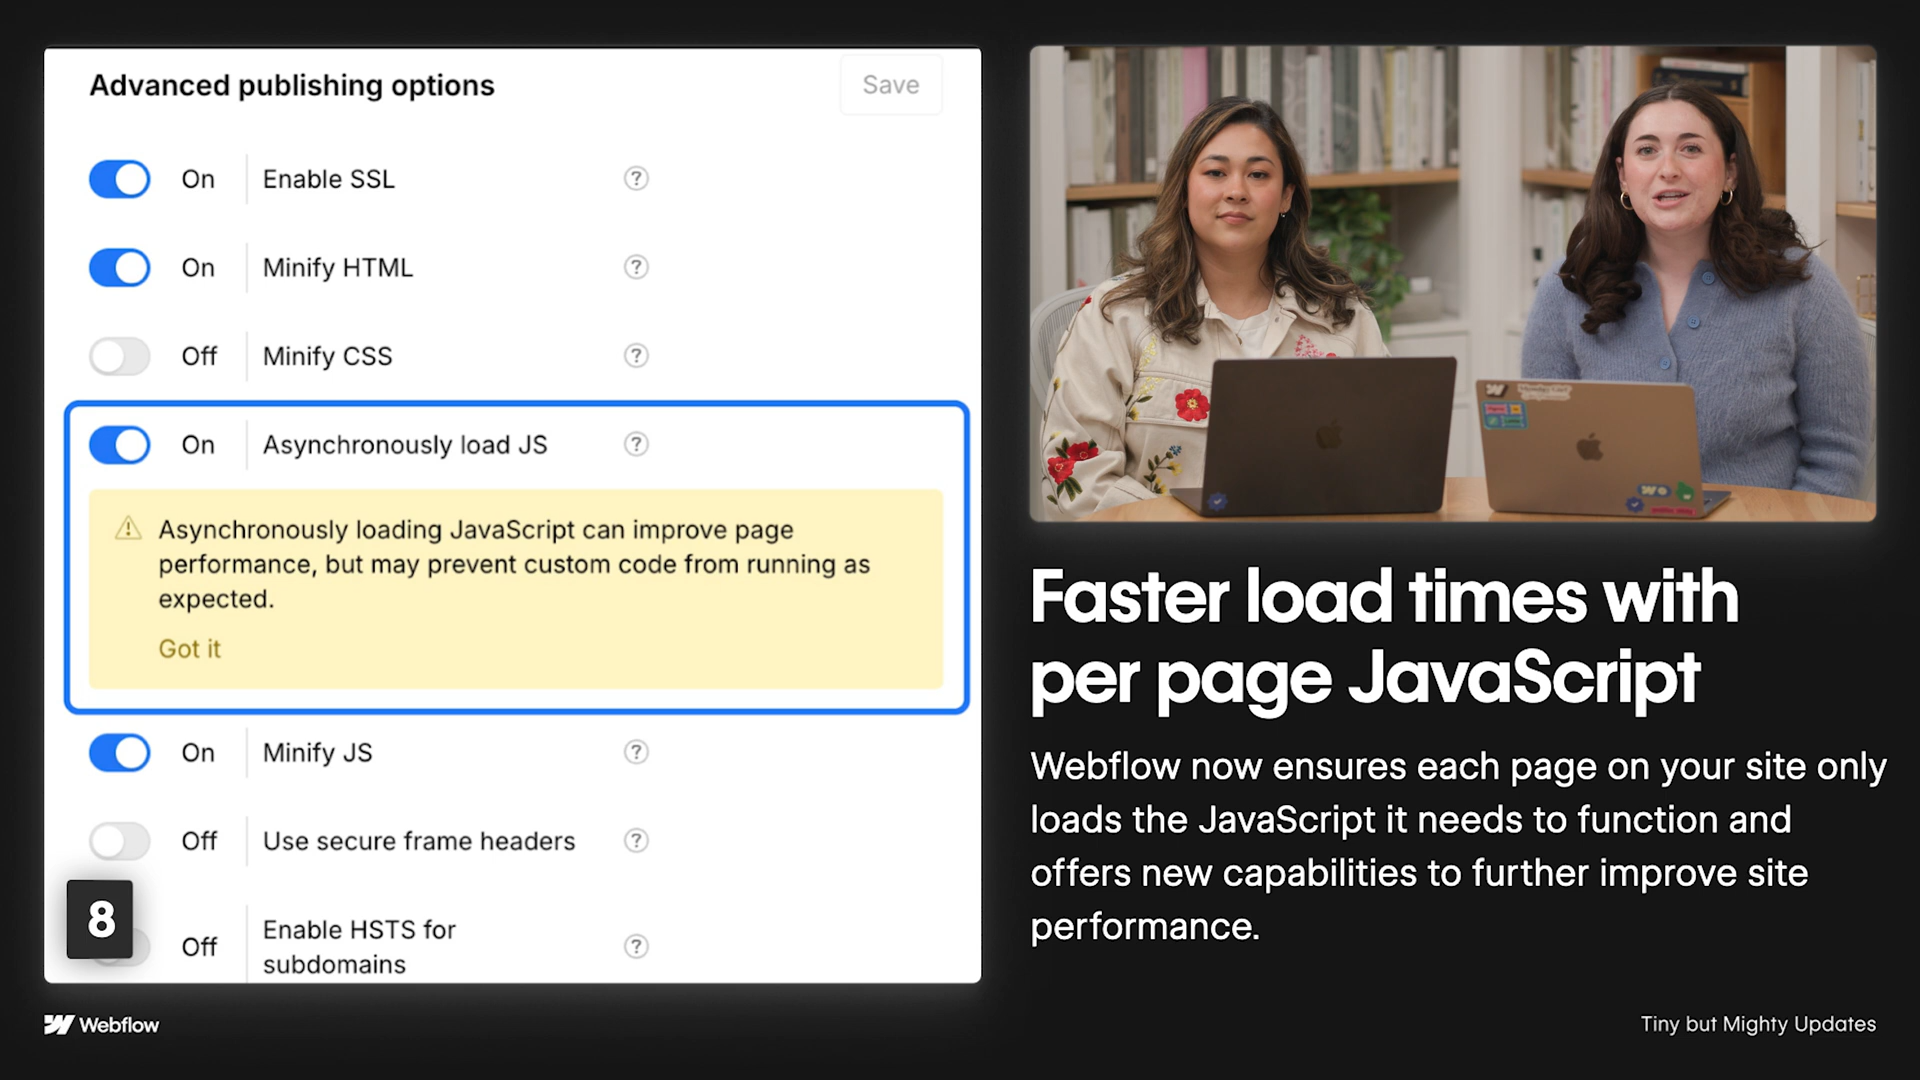 Advanced publishing options
Save
On
Enable SSL
?
On
Minify HTML
?
Off
Minify CSS
?
On
Asynchronously load JS
?
Asynchronously loading JavaScript can improve page
performance, but may prevent custom code from running as
expected.
Got it
On
Minify JS
?
Off
Use secure frame headers
?
Off
Enable HSTS for
subdomains
?
8
Faster load times with
per page JavaScript
Webflow now ensures each page on your site only
loads the JavaScript it needs to function and
offers new capabilities to further improve site
performance.
Webflow
Tiny but Mighty Updates